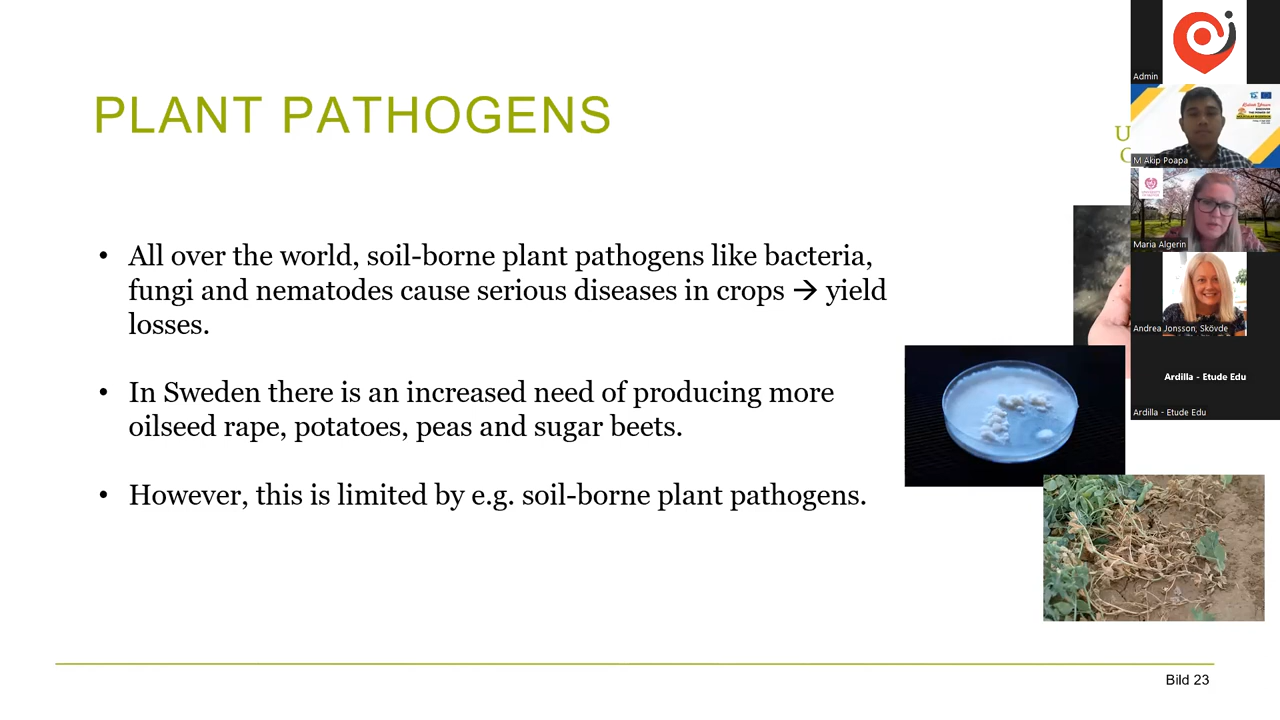 PLANT PATHOGENS
• All over the world, soil-borne plant pathogens like bacteria,
fungi and nematodes cause serious diseases in crops → yield
losses.
• In Sweden there is an increased need of producing more
oilseed rape, potatoes, peas and sugar beets.
• However, this is limited by e.g. soil-borne plant pathogens.
Bild 23
Admin
M Akip Poapa
Maria Algerin
Andrea Jonsson, Skövde
Ardilla - Etude Edu
Ardilla - Etude Edu